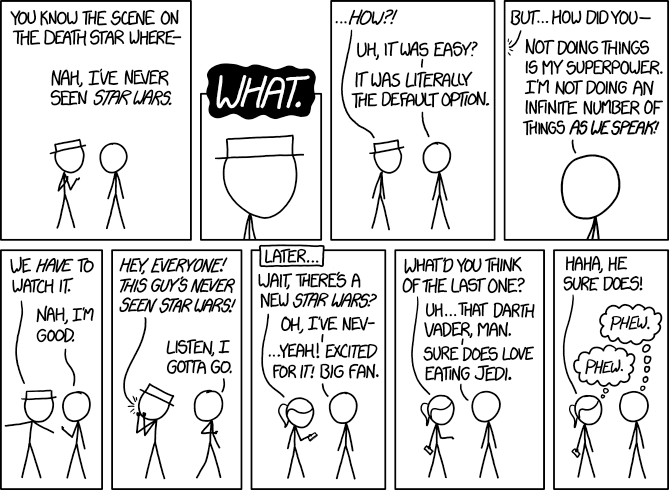 YOU KNOW THE SCENE ON
THE DEATH STAR WHERE—
NAH, I'VE NEVER
SEEN STAR WARS.
WHAT.
...HOW?!
UH, IT WAS EASY?
IT WAS LITERALLY
THE DEFAULT OPTION.
BUT... HOW DID YOU—
NOT DOING THINGS
IS MY SUPERPOWER.
I'M NOT DOING AN
INFINITE NUMBER OF
THINGS AS WE SPEAK!
WE HAVE TO
WATCH IT.
NAH, I'M
GOOD.
HEY, EVERYONE!
THIS GUY'S NEVER
SEEN STAR WARS!
LISTEN, I
GOTTA GO.
LATER...
WAIT, THERE'S A
NEW STAR WARS?
OH, I'VE NEV-
...YEAH! EXCITED
FOR IT! BIG FAN.
WHAT'D YOU THINK
OF THE LAST ONE?
UH...THAT DARTH
VADER, MAN.
SURE DOES LOVE
EATING JEDI.
HAHA, HE
SURE DOES!
PHEW.
PHEW.